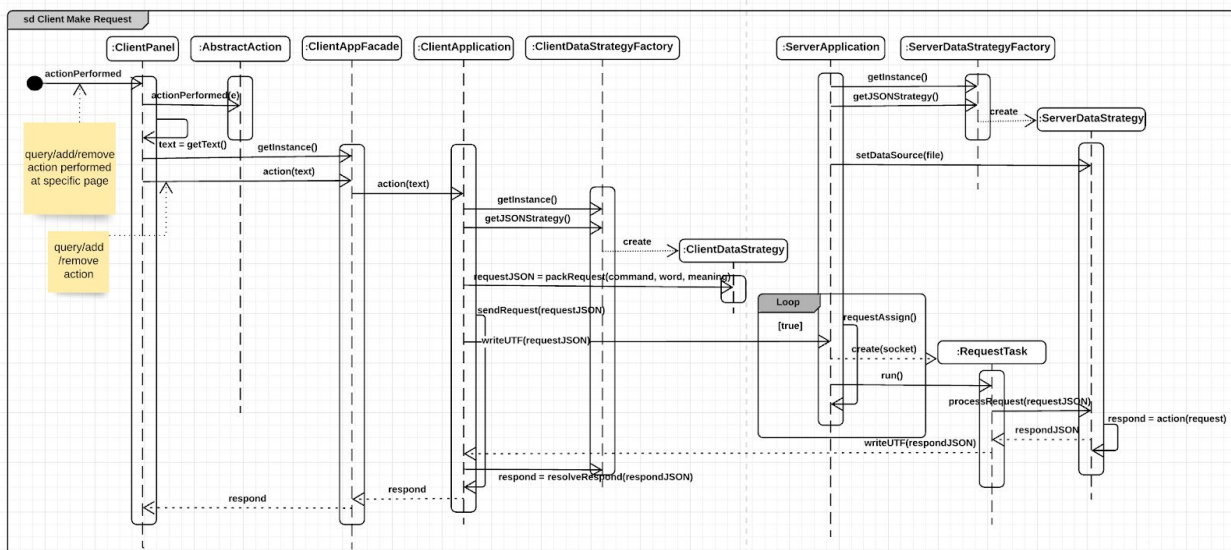 sd Client Make Request
:ClientPanel
:AbstractAction
:ClientAppFacade
:ClientApplication
:ClientDataStrategyFactory
:ServerApplication
:ServerDataStrategyFactory
actionPerformed
actionPerformed(e)
text = getText()
getInstance()
action(text)
query/add/remove
action performed
at specific page
query/add
/remove
action
action(text)
getInstance()
getJSONStrategy()
create
:ClientDataStrategy
requestJSON = packRequest(command, word, meaning)
sendRequest(requestJSON)
writeUTF(requestJSON)
getInstance()
getJSONStrategy()
create
:ServerDataStrategy
setDataSource(file)
Loop
[true]
requestAssign()
create(socket)
:RequestTask
run()
processRequest(requestJSON)
respond = action(request)
respondJSON
writeUTF(respondJSON)
respond = resolveRespond(respondJSON)
respond
respond